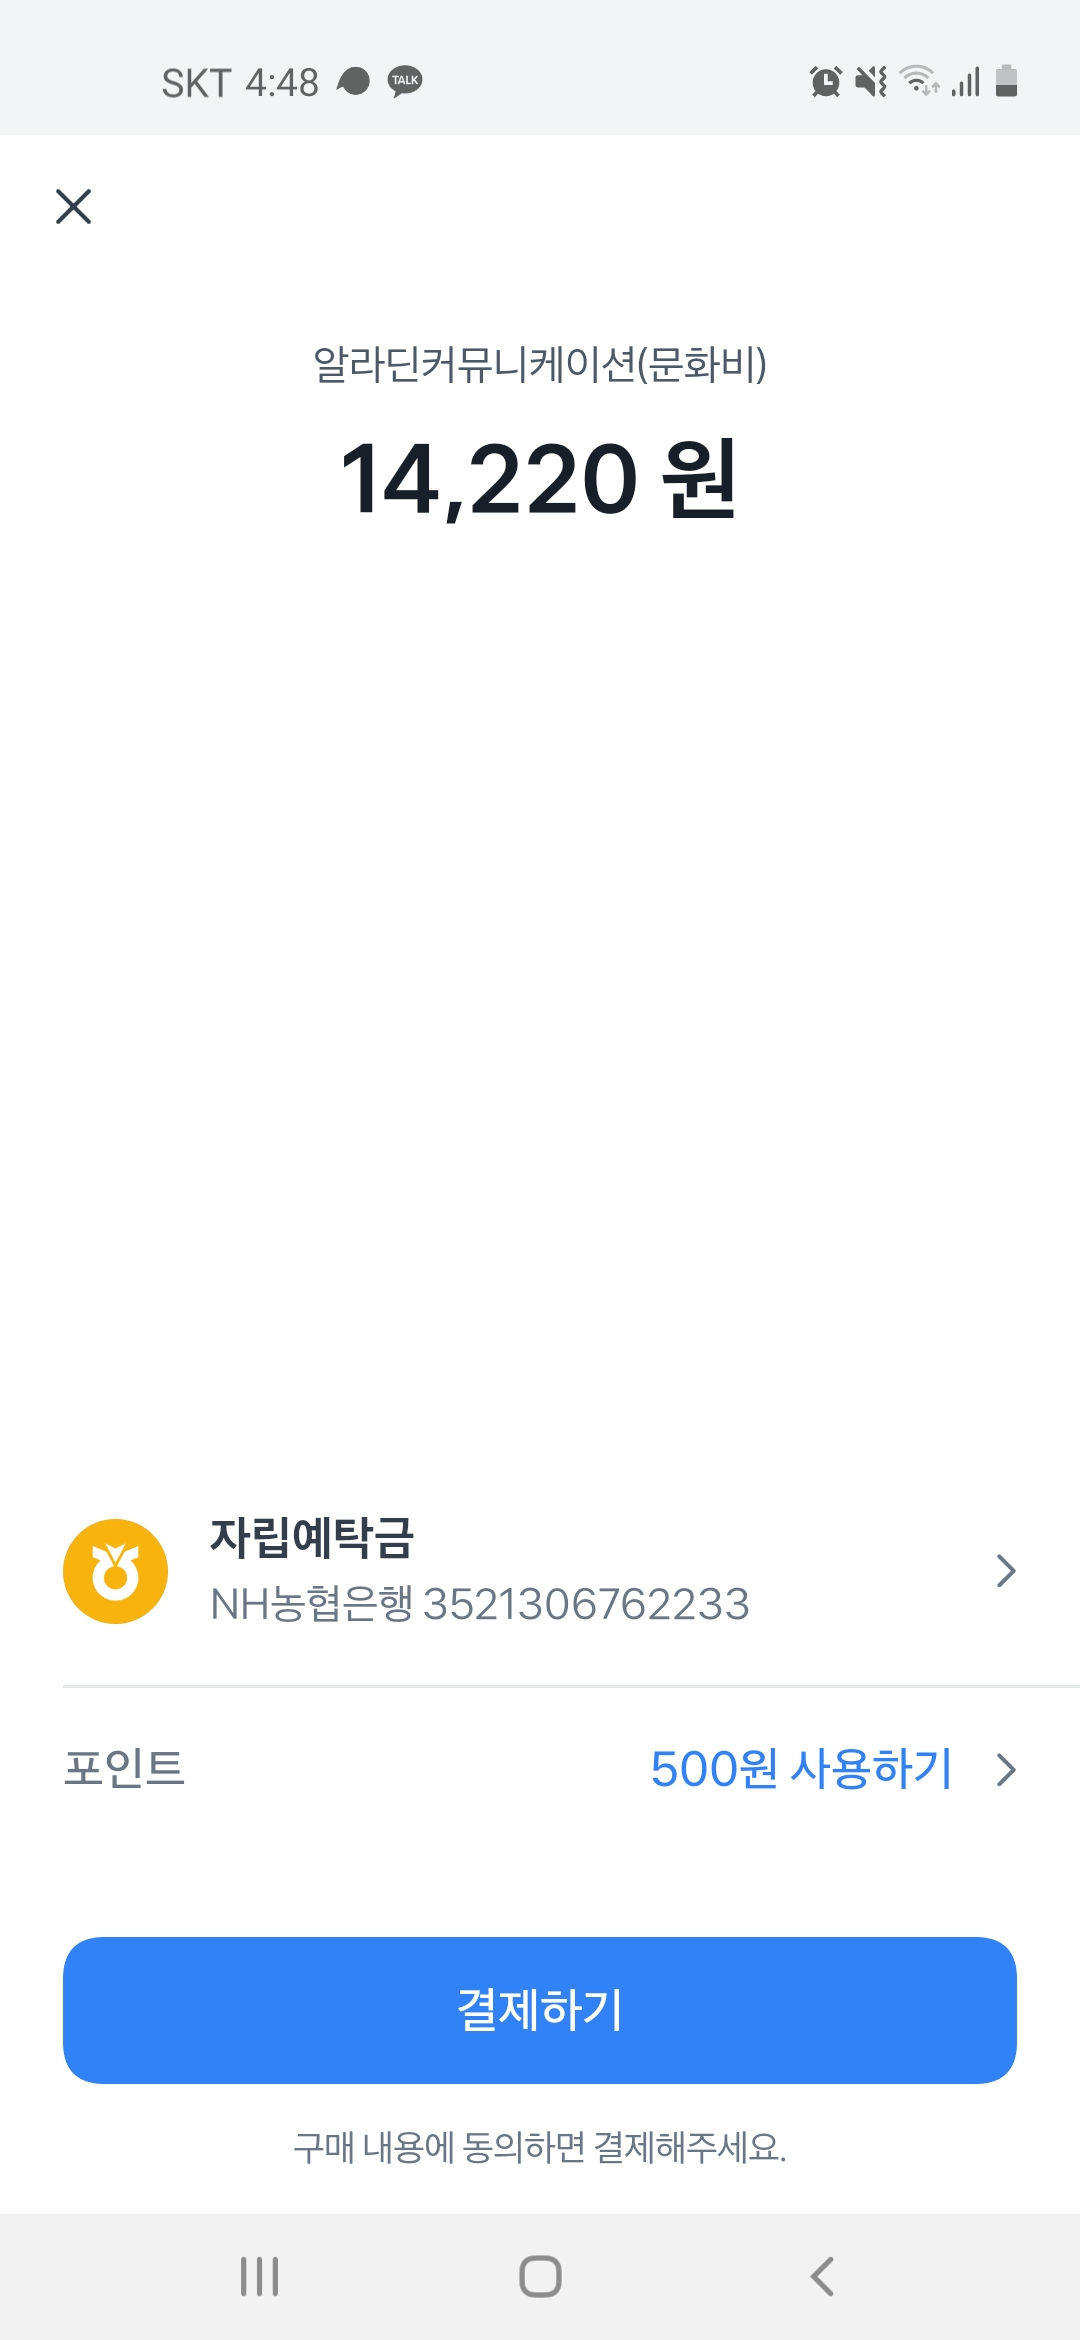 SKT 4:48
TALK
알라딘커뮤니케이션(문화비)
14,220 원
자립예탁금
NH농협은행 3521306762233
포인트
500원 사용하기
결제하기
구매 내용에 동의하면 결제해주세요.